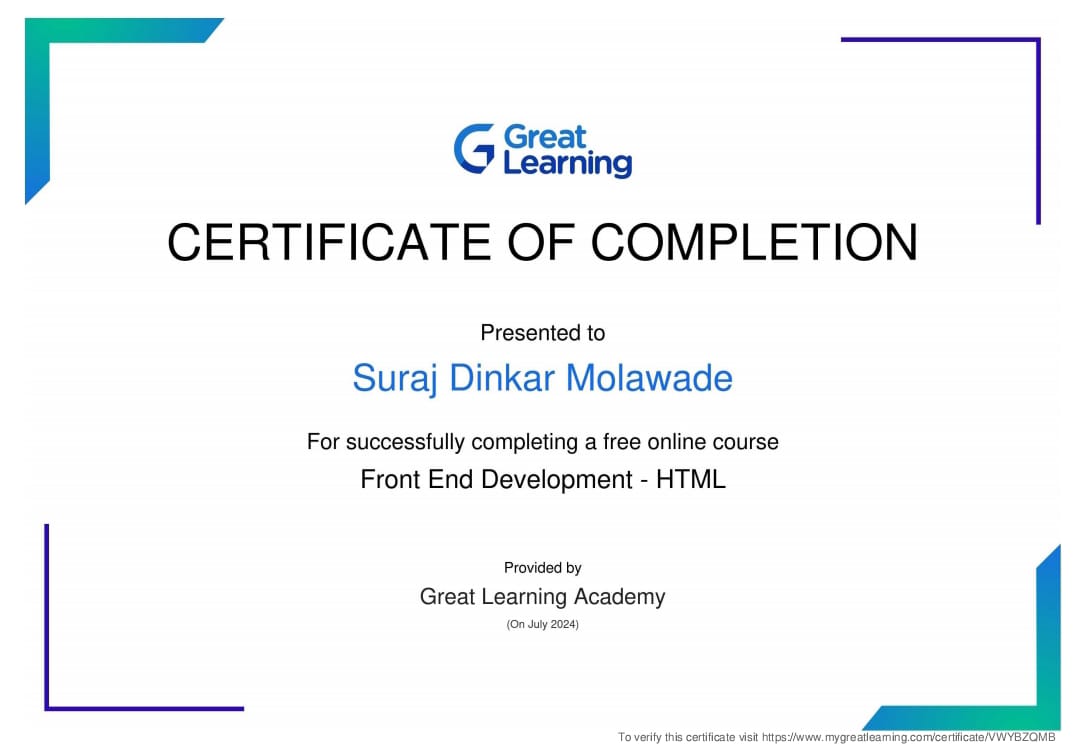 Great
Learning
CERTIFICATE OF COMPLETION
Presented to
Suraj Dinkar Molawade
For successfully completing a free online course
Front End Development - HTML
Provided by
Great Learning Academy
(On July 2024)
To verify this certificate visit https://www.mygreatlearning.com/certificate/VWYBZQMB